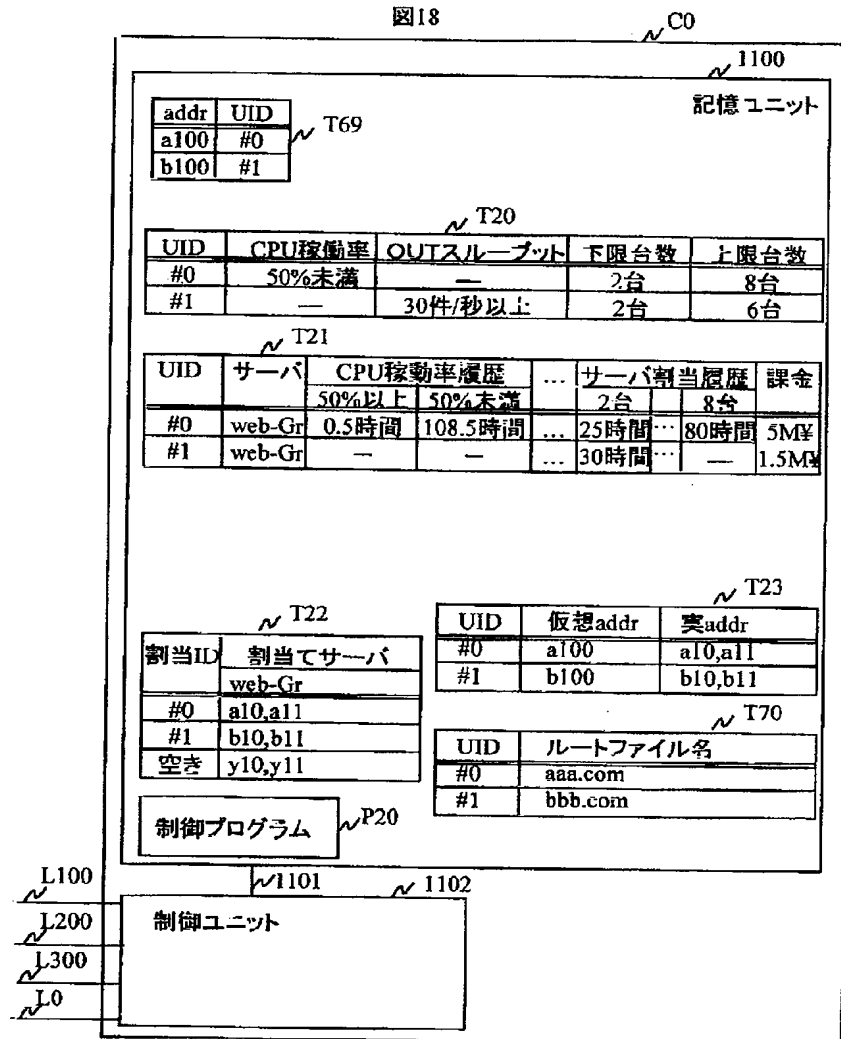 図18
C0
1100
記憶ユニット
addr UID
a100 #0
b100 #1
T69
T20
UID CPU稼働率 OUTスループット 下限台数 上限台数
#0 50%未満 — 2台 8台
#1 — 30件/秒以上 2台 6台
T21
UID サーバ CPU稼動率履歴 … サーバ割当履歴 課金
50%以上 50%未満 2台 8台
#0 web-Gr 0.5時間 108.5時間 … 25時間 … 80時間 5M¥
#1 web-Gr — — … 30時間 … — 1.5M¥
T22
割当ID 割当てサーバ
web-Gr
#0 a10,a11
#1 b10,b11
空き y10,y11
T23
UID 仮想addr 実addr
#0 a100 a10,a11
#1 b100 b10,b11
T70
UID ルートファイル名
#0 aaa.com
#1 bbb.com
制御プログラム
P20
1101
1102
制御ユニット
L100
L200
L300
L0